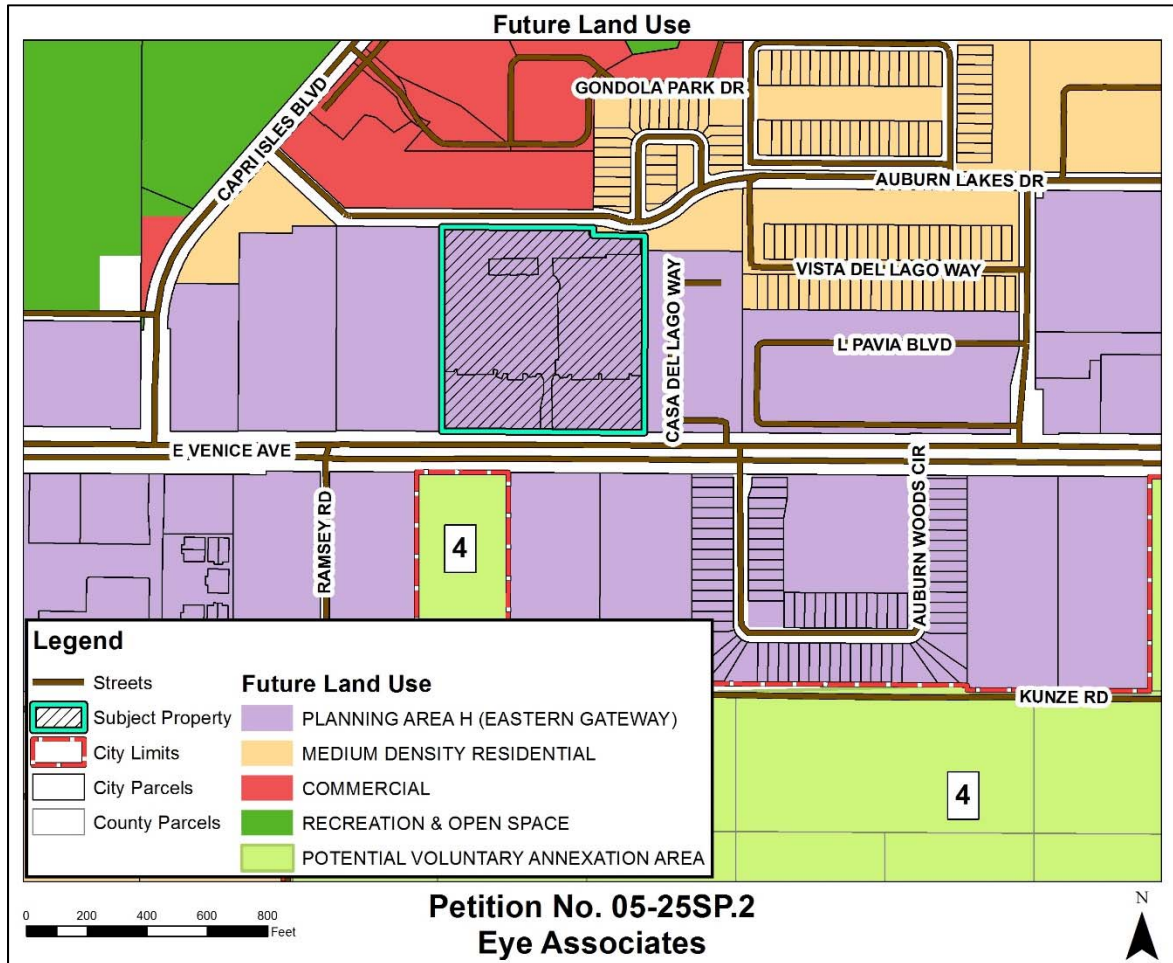 Future Land Use
GONDOLA PARK DR
CAPRI ISLES BLVD
AUBURN LAKES DR
VISTA DEL LAGO WAY
CASA DEL LAGO WAY
L' PAVIA BLVD
E VENICE AVE
RAMSEY RD
4
AUBURN WOODS CIR
KUNZE RD
4
Legend
Streets
Subject Property
City Limits
City Parcels
County Parcels
Future Land Use
PLANNING AREA H (EASTERN GATEWAY)
MEDIUM DENSITY RESIDENTIAL
COMMERCIAL
RECREATION & OPEN SPACE
POTENTIAL VOLUNTARY ANNEXATION AREA
0 200 400 600 800
Feet
Petition No. 05-25SP.2
Eye Associates
N